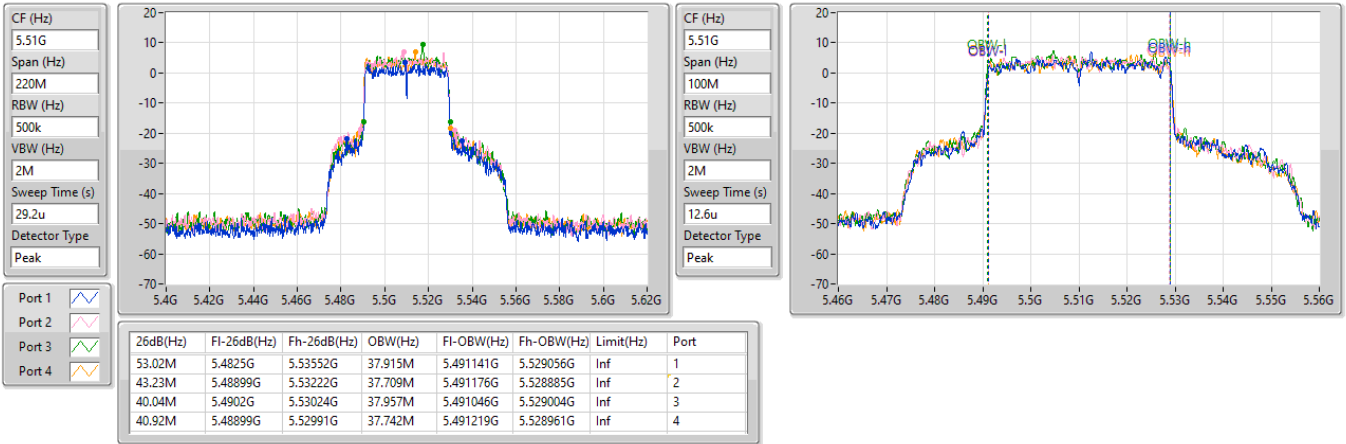 CF (Hz)
5.51G
Span (Hz)
220M
RBW (Hz)
500k
VBW (Hz)
2M
Sweep Time (s)
29.2u
Detector Type
Peak
20
10
0
-10
-20
-30
-40
-50
-60
-70
5.4G 5.42G 5.44G 5.46G 5.48G 5.5G 5.52G 5.54G 5.56G 5.58G 5.6G 5.62G
CF (Hz)
5.51G
Span (Hz)
100M
RBW (Hz)
500k
VBW (Hz)
2M
Sweep Time (s)
12.6u
Detector Type
Peak
20
10
0
-10
-20
-30
-40
-50
-60
-70
OBW-l OBW-h
5.46G 5.47G 5.48G 5.49G 5.5G 5.51G 5.52G 5.53G 5.54G 5.55G 5.56G
Port 1
Port 2
Port 3
Port 4
26dB(Hz) Fl-26dB(Hz) Fh-26dB(Hz) OBW(Hz) Fl-OBW(Hz) Fh-OBW(Hz) Limit(Hz) Port
53.02M 5.4825G 5.53552G 37.915M 5.491141G 5.529056G Inf 1
43.23M 5.48899G 5.53222G 37.709M 5.491176G 5.528885G Inf 2
40.04M 5.4902G 5.53024G 37.957M 5.491046G 5.529004G Inf 3
40.92M 5.48899G 5.52991G 37.742M 5.491219G 5.528961G Inf 4